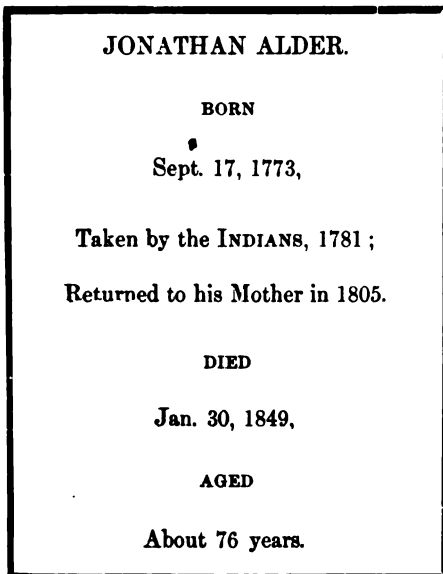 JONATHAN ALDER.
BORN
Sept. 17, 1773,
Taken by the INDIANS, 1781 ;
Returned to his Mother in 1805.
DIED
Jan. 30, 1849,
AGED
About 76 years.